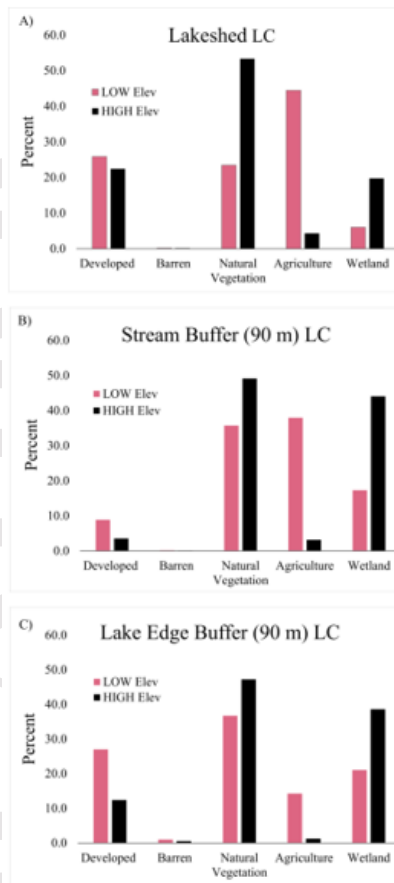 A)
Lakeshed LC
60.0
50.0
40.0
30.0
20.0
10.0
0.0
Percent
LOW Elev
HIGH Elev
Developed Barren Natural Vegetation Agriculture Wetland
B)
Stream Buffer (90 m) LC
60.0
50.0
40.0
30.0
20.0
10.0
0.0
Percent
LOW Elev
HIGH Elev
Developed Barren Natural Vegetation Agriculture Wetland
C)
Lake Edge Buffer (90 m) LC
60.0
50.0
40.0
30.0
20.0
10.0
0.0
Percent
LOW Elev
HIGH Elev
Developed Barren Natural Vegetation Agriculture Wetland